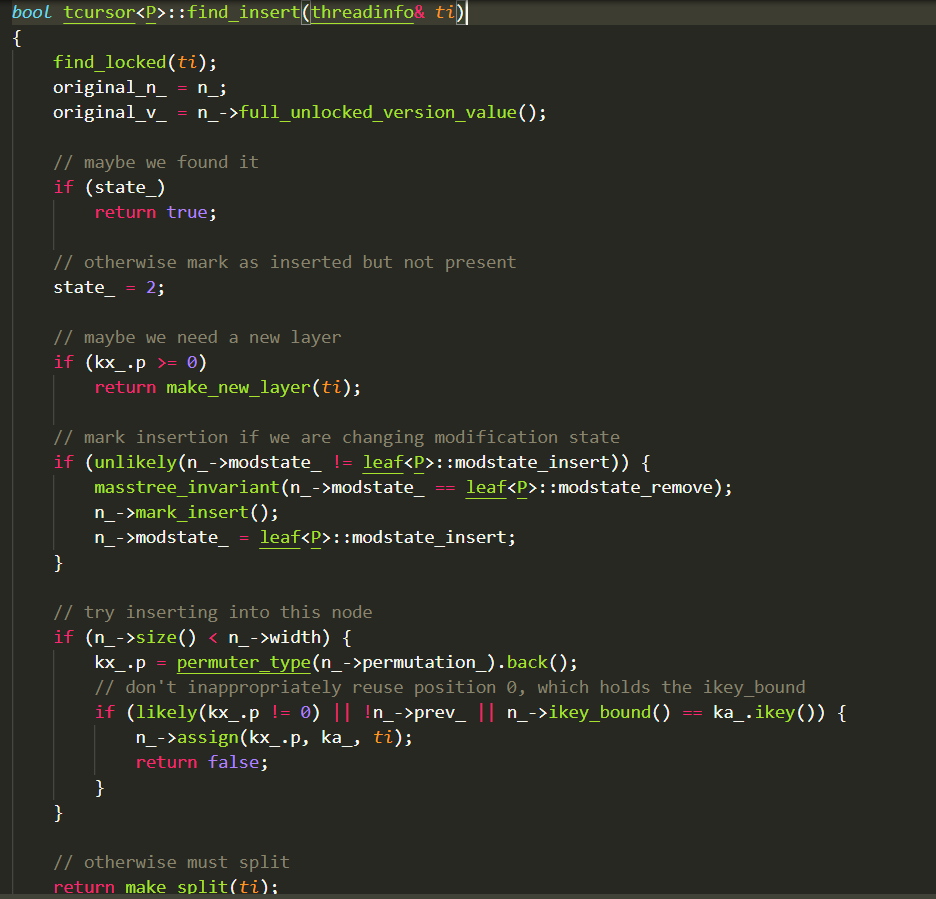 bool tcursor<P>::find_insert(threadinfo& ti)
{
    find_locked(ti);
    original_n_ = n_;
    original_v_ = n_->full_unlocked_version_value();

    // maybe we found it
    if (state_)
        return true;

    // otherwise mark as inserted but not present
    state_ = 2;

    // maybe we need a new layer
    if (kx_.p >= 0)
        return make_new_layer(ti);

    // mark insertion if we are changing modification state
    if (unlikely(n_->modstate_ != leaf<P>::modstate_insert)) {
        masstree_invariant(n_->modstate_ == leaf<P>::modstate_remove);
        n_->mark_insert();
        n_->modstate_ = leaf<P>::modstate_insert;
    }

    // try inserting into this node
    if (n_->size() < n_->width) {
        kx_.p = permuter_type(n_->permutation_).back();
        // don't inappropriately reuse position 0, which holds the ikey_bound
        if (likely(kx_.p != 0) || !n_->prev_ || n_->ikey_bound() == ka_.ikey()) {
            n_->assign(kx_.p, ka_, ti);
            return false;
        }
    }

    // otherwise must split
    return make_split(ti);